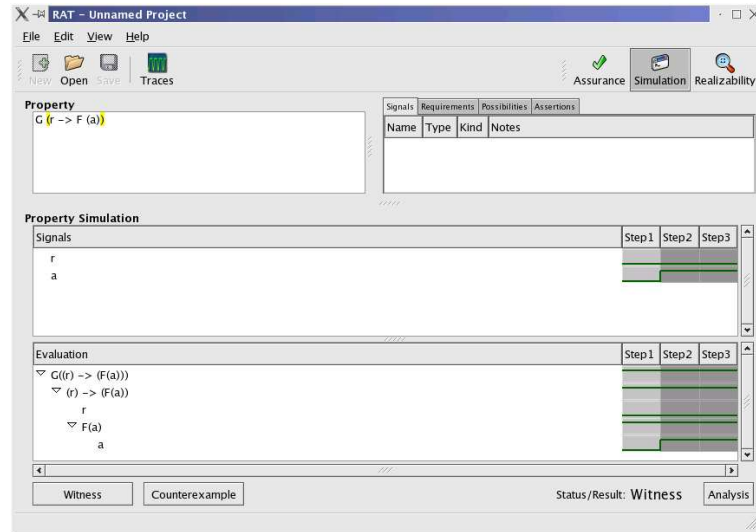 RAT - Unnamed Project
File Edit View Help
New Open Save Traces Assurance Simulation Realizability
Property
G (r -> F (a))
Signals Requirements Possibilities Assertions
Name Type Kind Notes
Property Simulation
Signals Step1 Step2 Step3
r
a
Evaluation Step1 Step2 Step3
G((r) -> (F(a)))
(r) -> (F(a))
r
F(a)
a
Witness Counterexample Status/Result: Witness Analysis